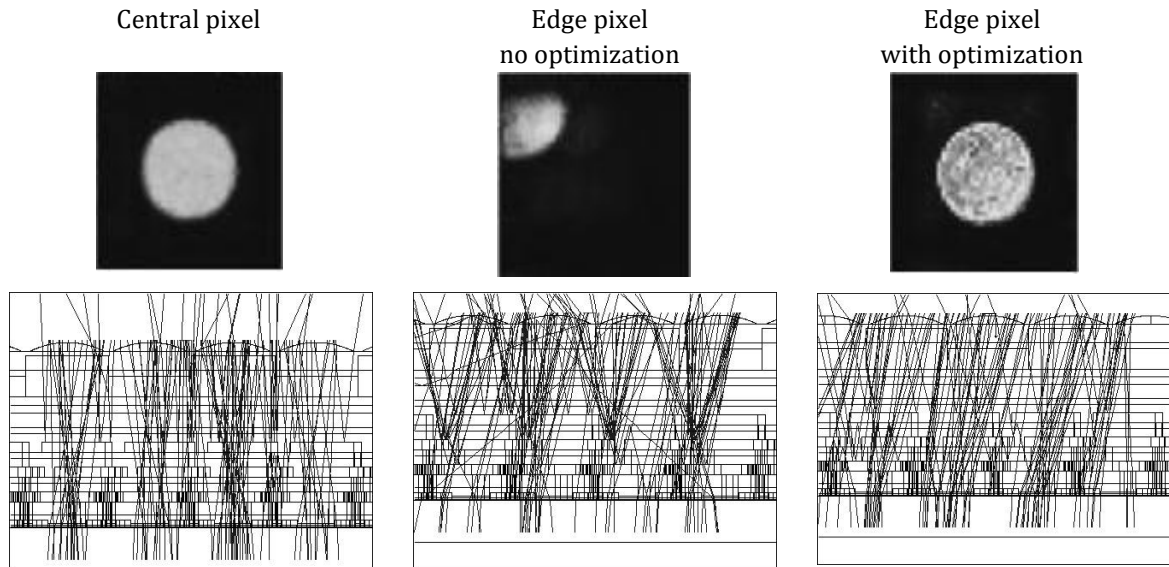 Central pixel
Edge pixel
no optimization
Edge pixel
with optimization